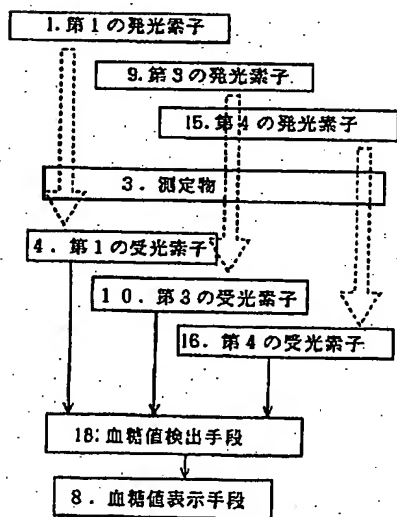 1.第1の発光素子
9.第3の発光素子
15.第4の発光素子
3.測定物
4.第1の受光素子
10.第3の受光素子
16.第4の受光素子
18:血糖値検出手段
8.血糖値表示手段